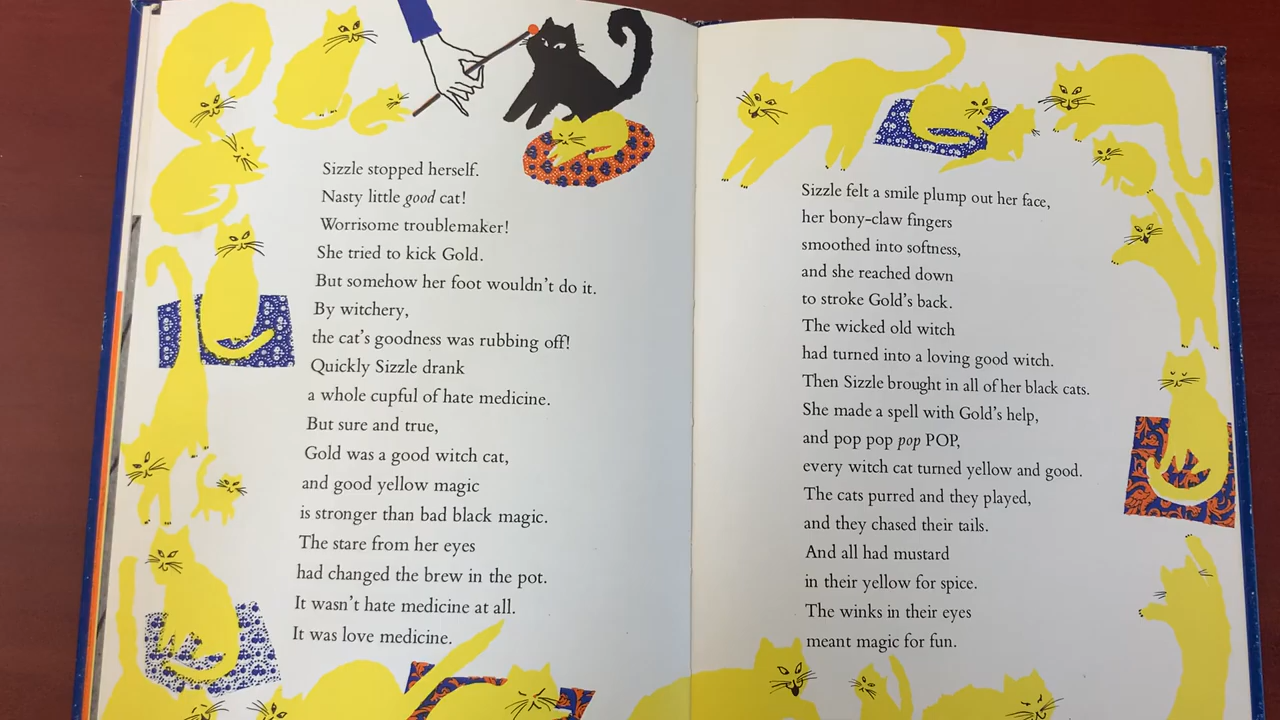 Sizzle stopped herself.
Nasty little good cat!
Worrisome troublemaker!
She tried to kick Gold.
But somehow her foot wouldn't do it.
By witchery,
the cat's goodness was rubbing off!
Quickly Sizzle drank
a whole cupful of hate medicine.
But sure and true,
Gold was a good witch cat,
and good yellow magic
is stronger than bad black magic.
The stare from her eyes
had changed the brew in the pot.
It wasn't hate medicine at all.
It was love medicine.
Sizzle felt a smile plump out her face,
her bony-claw fingers
smoothed into softness,
and she reached down
to stroke Gold's back.
The wicked old witch
had turned into a loving good witch.
Then Sizzle brought in all of her black cats.
She made a spell with Gold's help,
and pop pop pop POP,
every witch cat turned yellow and good.
The cats purred and they played,
and they chased their tails.
And all had mustard
in their yellow for spice.
The winks in their eyes
meant magic for fun.